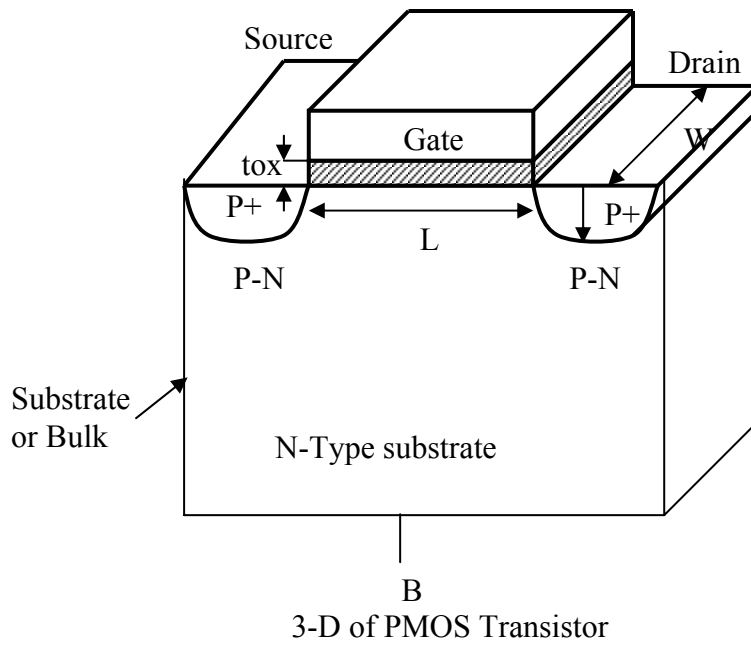 Source
Drain
Gate
W
tox
P+
P+
L
P-N
P-N
Substrate
or Bulk
N-Type substrate
B
3-D of PMOS Transistor